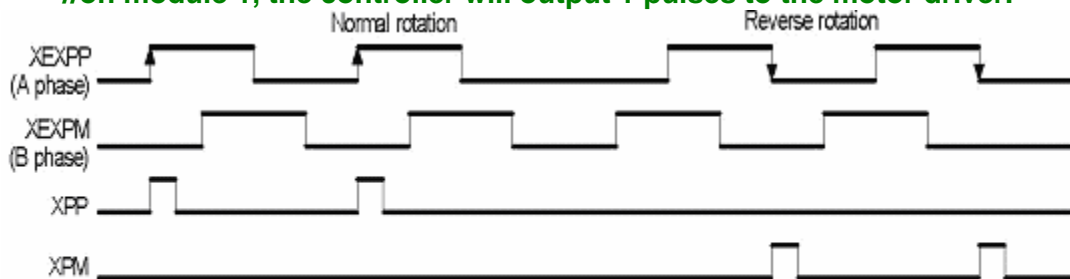 //on module 1, the controller will output 1 pulses to the motor driver.
Normal rotation
Reverse rotation
XEXPP
(A phase)
XEXPM
(B phase)
XPP
XPM